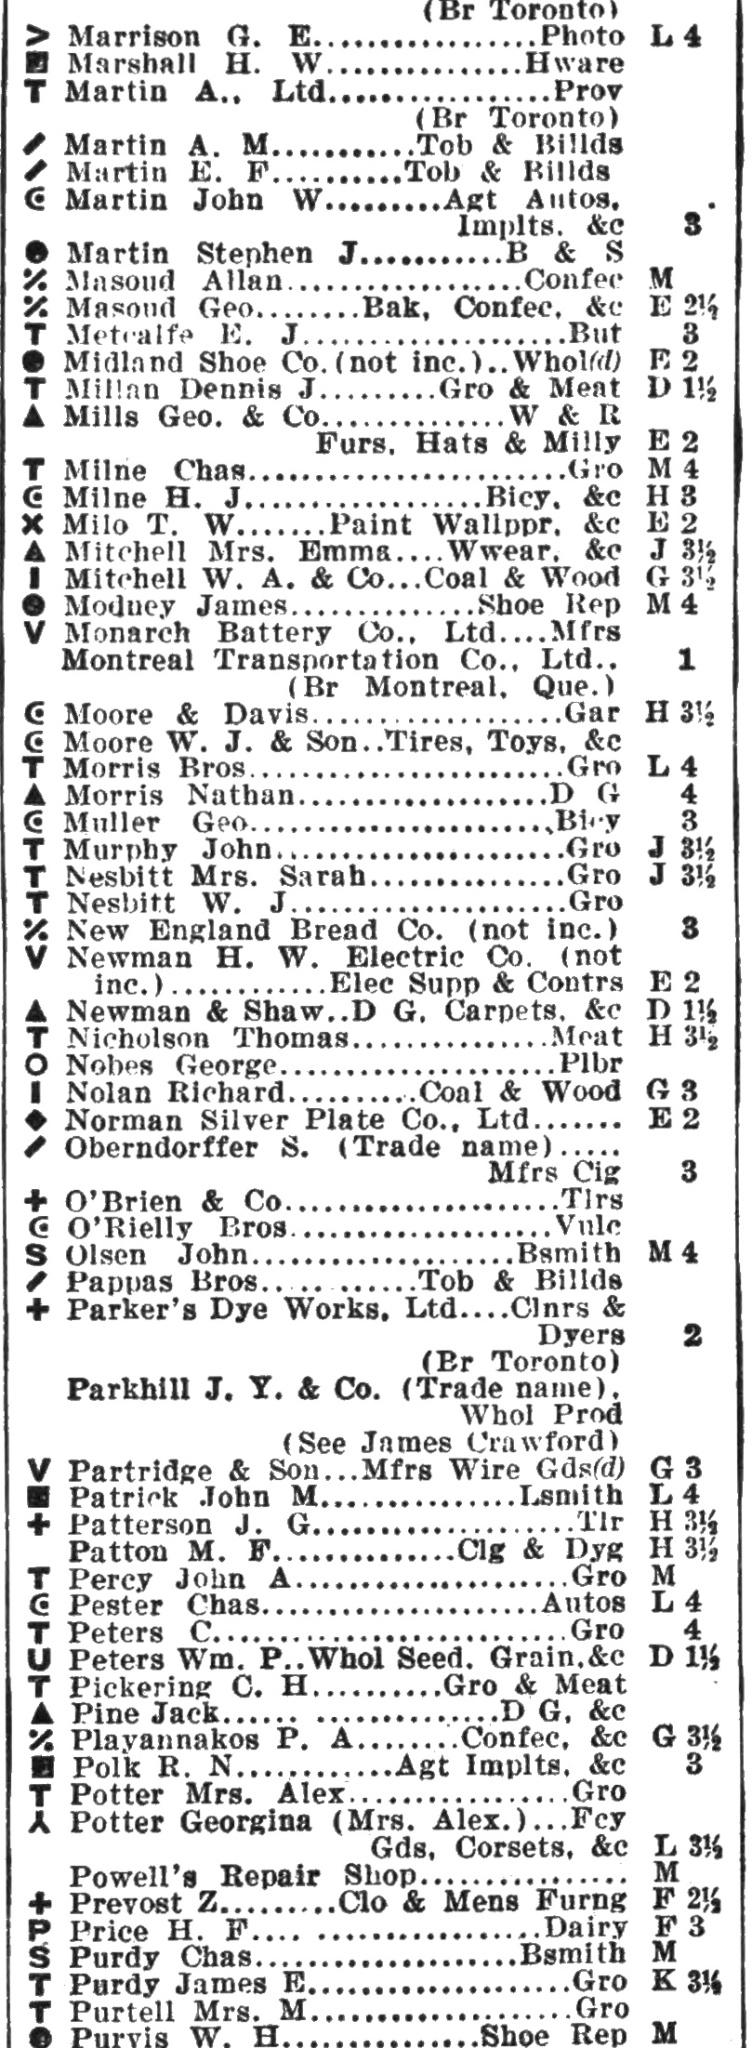 (Br Toronto)
> Marrison G. E.................Photo L 4
■ Marshall H. W...............Hware
T Martin A., Ltd.................Prov
(Br Toronto)
Martin A. M...........Tob & Billds
Martin E. F..........Tob & Billds
Martin John W.........Agt Autos,
Implts, &c 3
● Martin Stephen J...........B & S
% Masoud Allan..................Confec M
% Masoud Geo........Bak, Confec, &c E 2½
T Metcalfe E. J....................But 3
● Midland Shoe Co.(not inc.)..Whol(d) E 2
T Millan Dennis J.........Gro & Meat D 1½
▲ Mills Geo. & Co..............W & R
Furs, Hats & Milly E 2
T Milne Chas........................Gro M 4
Milne H. J..................Bicy, &c H 3
X Milo T. W.......Paint Wallppr, &c E 2
▲ Mitchell Mrs. Emma....Wwear, &c J 3½
I Mitchell W. A. & Co...Coal & Wood G 3½
● Modney James..............Shoe Rep M 4
V Monarch Battery Co., Ltd....Mfrs
Montreal Transportation Co., Ltd.. 1
(Br Montreal, Que.)
Moore & Davis...................Gar H 3½
Moore W. J. & Son..Tires, Toys, &c
T Morris Bros........................Gro L 4
▲ Morris Nathan...................D G 4
Muller Geo.......................Bicy 3
T Murphy John......................Gro J 3½
T Nesbitt Mrs. Sarah...............Gro J 3½
T Nesbitt W. J.....................Gro
% New England Bread Co. (not inc.) 3
V Newman H. W. Electric Co. (not
inc.)............Elec Supp & Contrs E 2
▲ Newman & Shaw..D G, Carpets, &c D 1½
T Nicholson Thomas...............Meat H 3½
O Nobes George.....................Plbr
I Nolan Richard..........Coal & Wood G 3
◆ Norman Silver Plate Co., Ltd....... E 2
Oberndorffer S. (Trade name).....
Mfrs Cig 3
+ O'Brien & Co.....................Tlrs
O'Rielly Bros....................Vulc
S Olsen John.....................Bsmith M 4
Pappas Bros.............Tob & Billds
+ Parker's Dye Works, Ltd....Clnrs &
Dyers 2
(Br Toronto)
Parkhill J. Y. & Co. (Trade name),
Whol Prod
(See James Crawford)
V Partridge & Son...Mfrs Wire Gds(d) G 3
■ Patrick John M...............Lsmith L 4
+ Patterson J. G....................Tlr H 3½
Patton M. F..............Clg & Dyg H 3½
T Percy John A.....................Gro M
Pester Chas.....................Autos L 4
T Peters C...........................Gro 4
U Peters Wm. P..Whol Seed, Grain,&c D 1½
T Pickering C. H..........Gro & Meat
▲ Pine Jack...... ..............D G, &c
% Playannakos P. A........Confec, &c G 3½
■ Polk R. N............Agt Implts, &c 3
T Potter Mrs. Alex.................Gro
⅄ Potter Georgina (Mrs. Alex.)...Fcy
Gds, Corsets, &c L 3½
Powell's Repair Shop................ M
+ Prevost Z.........Clo & Mens Furng F 2½
P Price H. F.... .................Dairy F 3
S Purdy Chas....................Bsmith M
T Purdy James E....................Gro K 3½
T Purtell Mrs. M....................Gro
● Purvis W. H...............Shoe Rep M